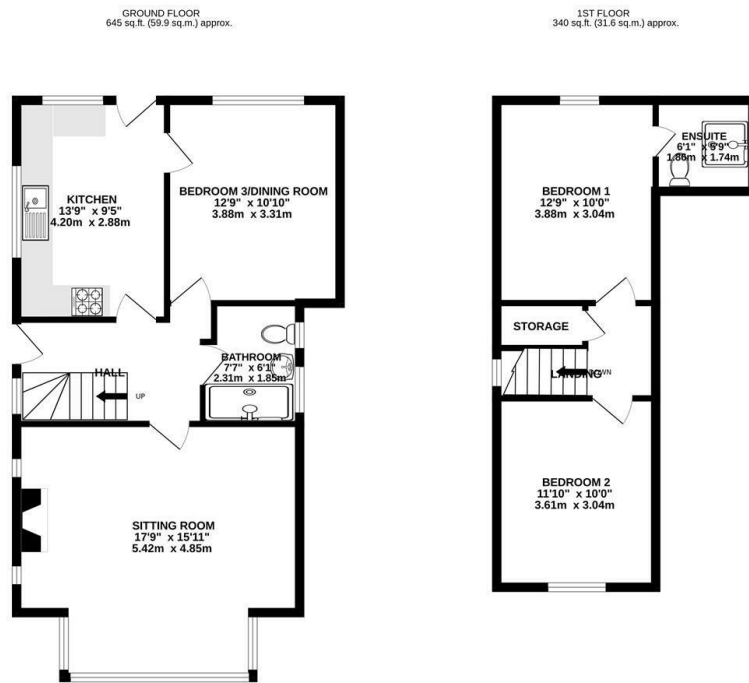 GROUND FLOOR
645 sq.ft. (59.9 sq.m.) approx.
1ST FLOOR
340 sq.ft. (31.6 sq.m.) approx.
KITCHEN
13'9" x 9'5"
4.20m x 2.88m
BEDROOM 3/DINING ROOM
12'9" x 10'10"
3.88m x 3.31m
HALL
UP
BATHROOM
7'7" x 6'1"
2.31m x 1.85m
SITTING ROOM
17'9" x 15'11"
5.42m x 4.85m
ENSUITE
6'1" x 5'9"
1.86m x 1.74m
BEDROOM 1
12'9" x 10'0"
3.88m x 3.04m
STORAGE
DOWN
LANDING
BEDROOM 2
11'10" x 10'0"
3.61m x 3.04m